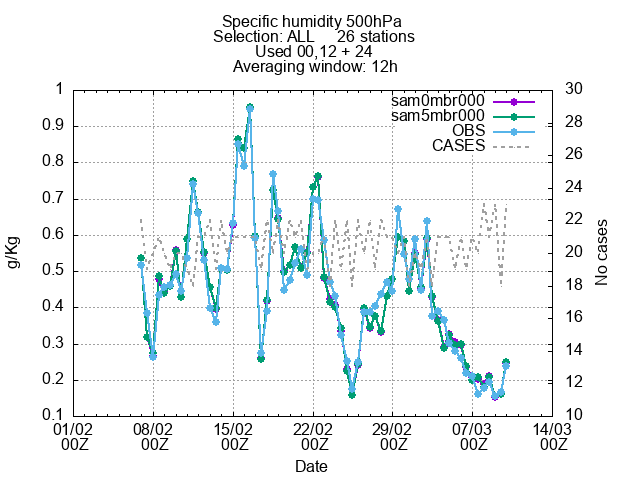 Specific humidity 500hPa
Selection: ALL 26 stations
Used 00,12 + 24
Averaging window: 12h
sam0mbr000
sam5mbr000
OBS
CASES
1
0.9
0.8
0.7
0.6
0.5
0.4
0.3
0.2
0.1
g/Kg
30
28
26
24
22
20
18
16
14
12
10
No cases
01/02 08/02 15/02 22/02 29/02 07/03 14/03
00Z 00Z 00Z 00Z 00Z 00Z 00Z
Date